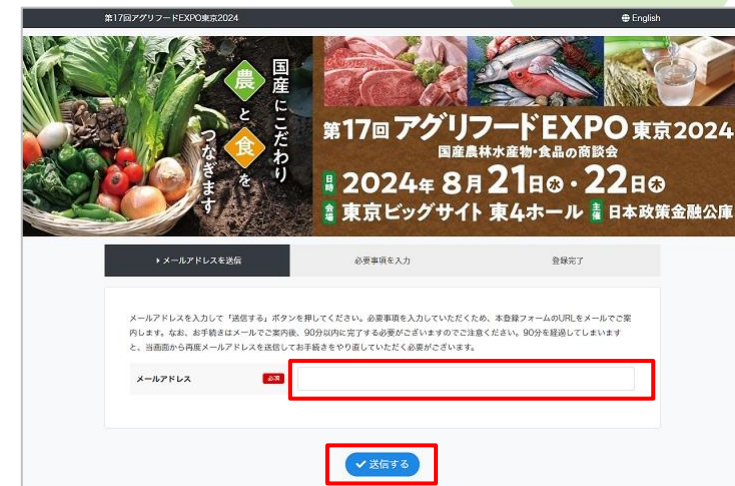 第17回アグリフードEXPO東京2024
English
国産にこだわり
農と食を
つなぎます
第17回 アグリフードEXPO 東京2024
国産農林水産物・食品の商談会
日時 2024年 8月21日㊌・22日㊍
会場 東京ビッグサイト 東4ホール 主催 日本政策金融公庫
メールアドレスを送信
必要事項を入力
登録完了
メールアドレスを入力して「送信する」ボタンを押してください。必要事項を入力していただくため、本登録フォームのURLをメールでご案
内します。なお、お手続きはメールでご案内後、90分以内に完了する必要がございますのでご注意ください。90分を経過してしまいます
と、当画面から再度メールアドレスを送信してお手続きをやり直していただく必要がございます。
メールアドレス 必須
送信する